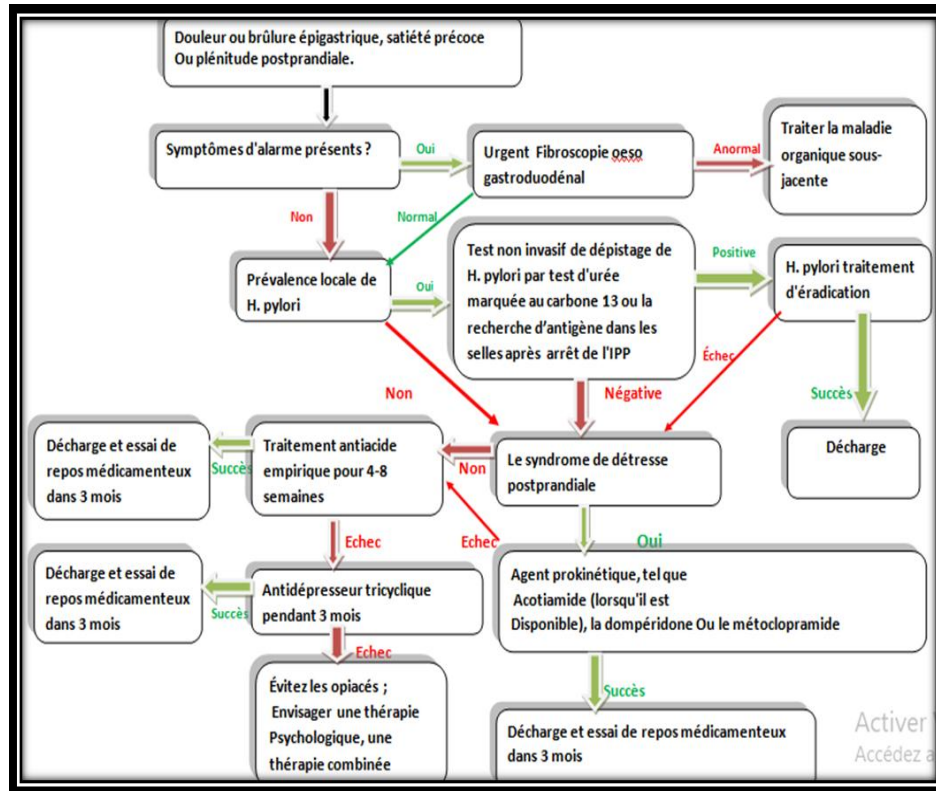 Douleur ou brûlure épigastrique, satiété précoce
Ou plénitude postprandiale.
Symptômes d'alarme présents ?
Oui
Urgent Fibroscopie oeso
gastroduodénal
Anormal
Traiter la maladie
organique sous-
jacente
Non
Normal
Prévalence locale de
H. pylori
Oui
Test non invasif de dépistage de
H. pylori par test d'urée
marquée au carbone 13 ou la
recherche d'antigène dans les
selles après arrêt de l'IPP
Positive
H. pylori traitement
d'éradication
Non
Négative
Échec
Succès
Décharge
Décharge et essai de
repos médicamenteux
dans 3 mois
Succès
Traitement antiacide
empirique pour 4-8
semaines
Non
Le syndrome de détresse
postprandiale
Echec
Echec
Oui
Décharge et essai de
repos médicamenteux
dans 3 mois
Succès
Antidépresseur tricyclique
pendant 3 mois
Agent prokinétique, tel que
Acotiamide (lorsqu'il est
Disponible), la dompéridone Ou le métoclopramide
Echec
Évitez les opiacés ;
Envisager une thérapie
Psychologique, une
thérapie combinée
Succès
Décharge et essai de repos médicamenteux
dans 3 mois
Activer
Accédez a